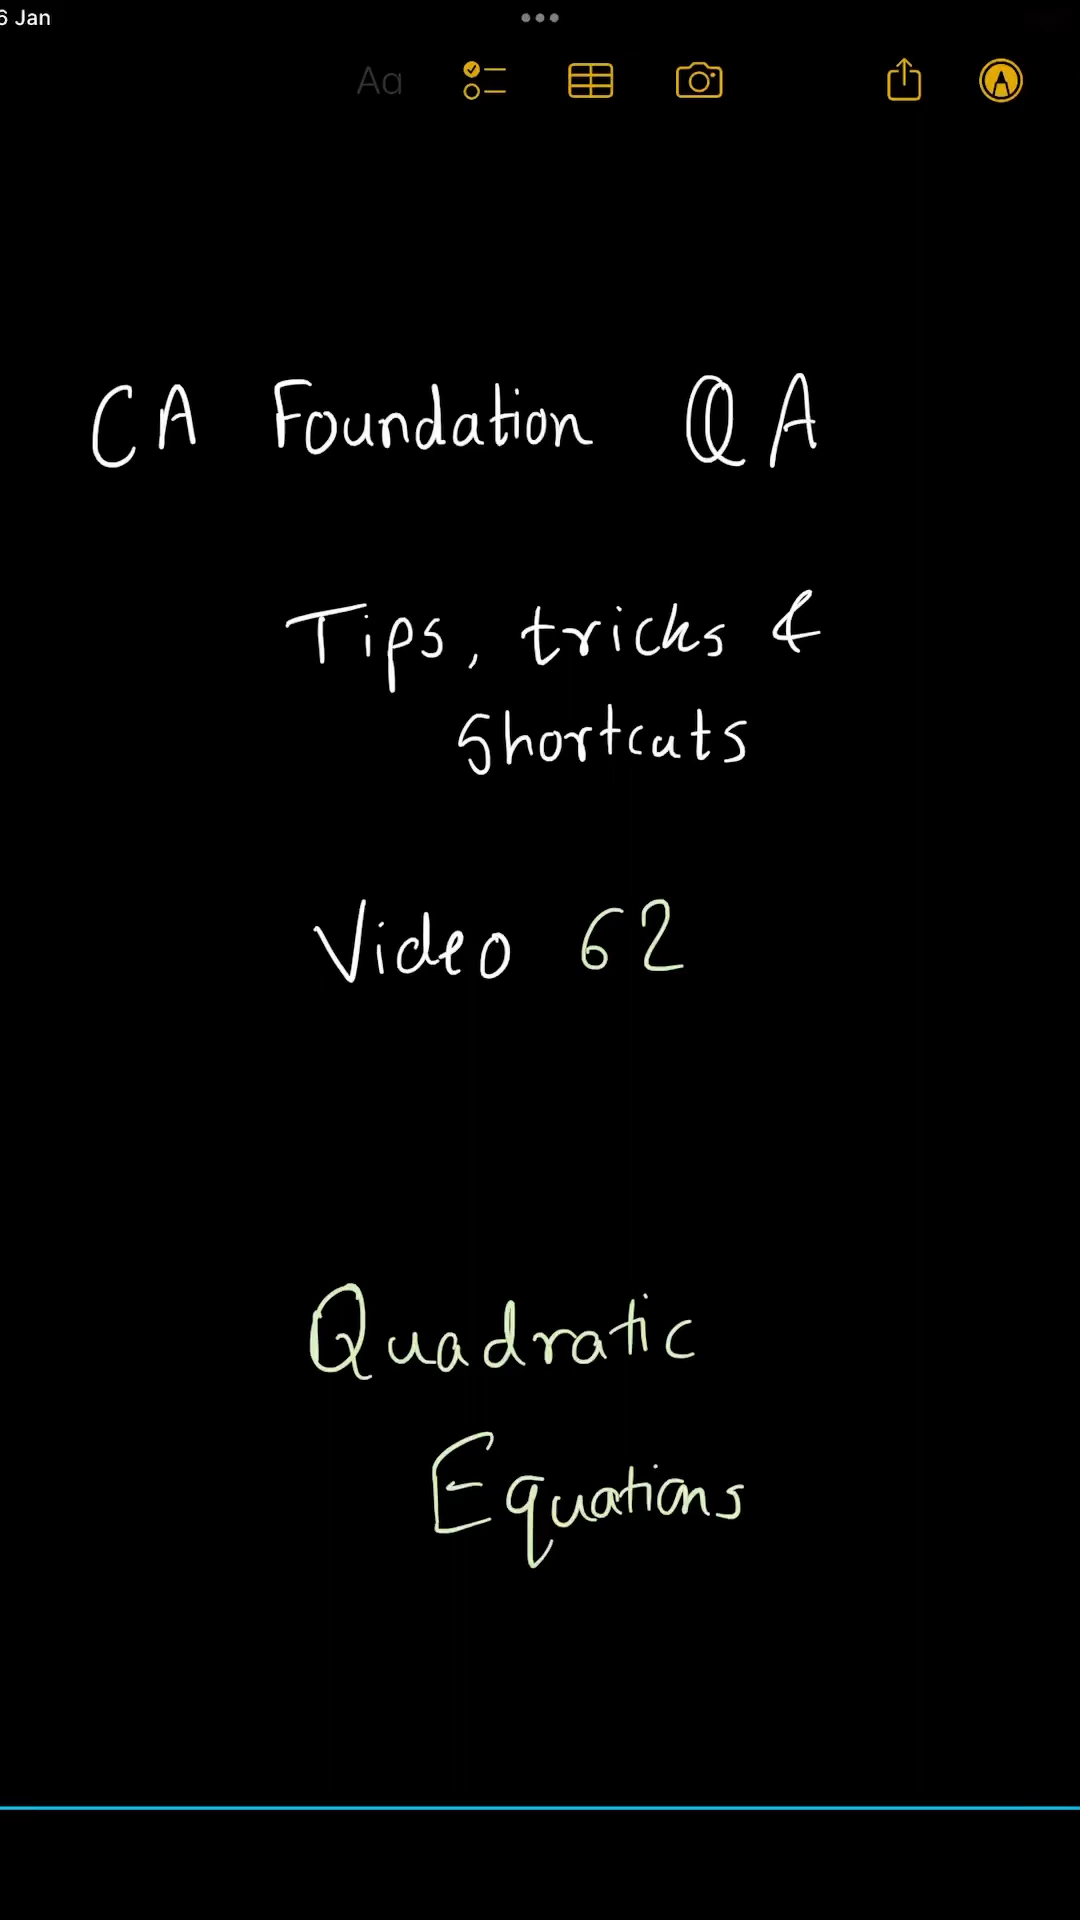 6 Jan
Aa
CA Foundation QA
Tips, tricks &
Shortcuts
Video 62
Quadratic
Equations